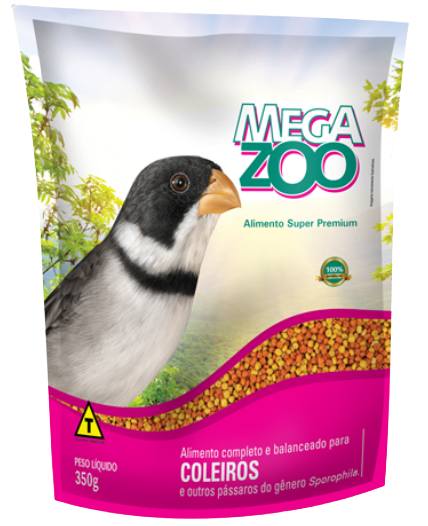 MEGA
ZOO
Alimento Super Premium
100%
T
PESO LÍQUIDO
350g
Alimento completo e balanceado para
COLEIROS
e outros pássaros do gênero Sporophila.